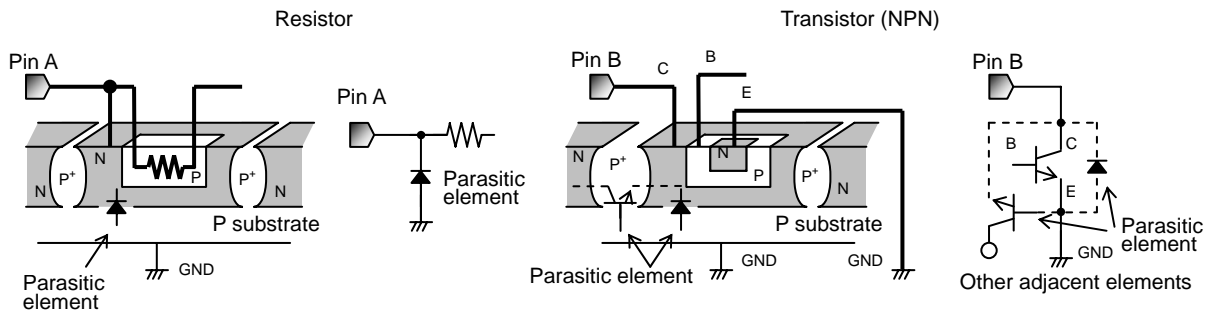 Resistor
Pin A
N
P
N
P+
P+
N
P substrate
GND
Parasitic
element
Pin A
Parasitic
element
Transistor (NPN)
Pin B
C
B
E
N
P+
N
P
P+
N
N
P substrate
GND
GND
Parasitic element
Pin B
B
C
E
GND
Parasitic
element
Other adjacent elements